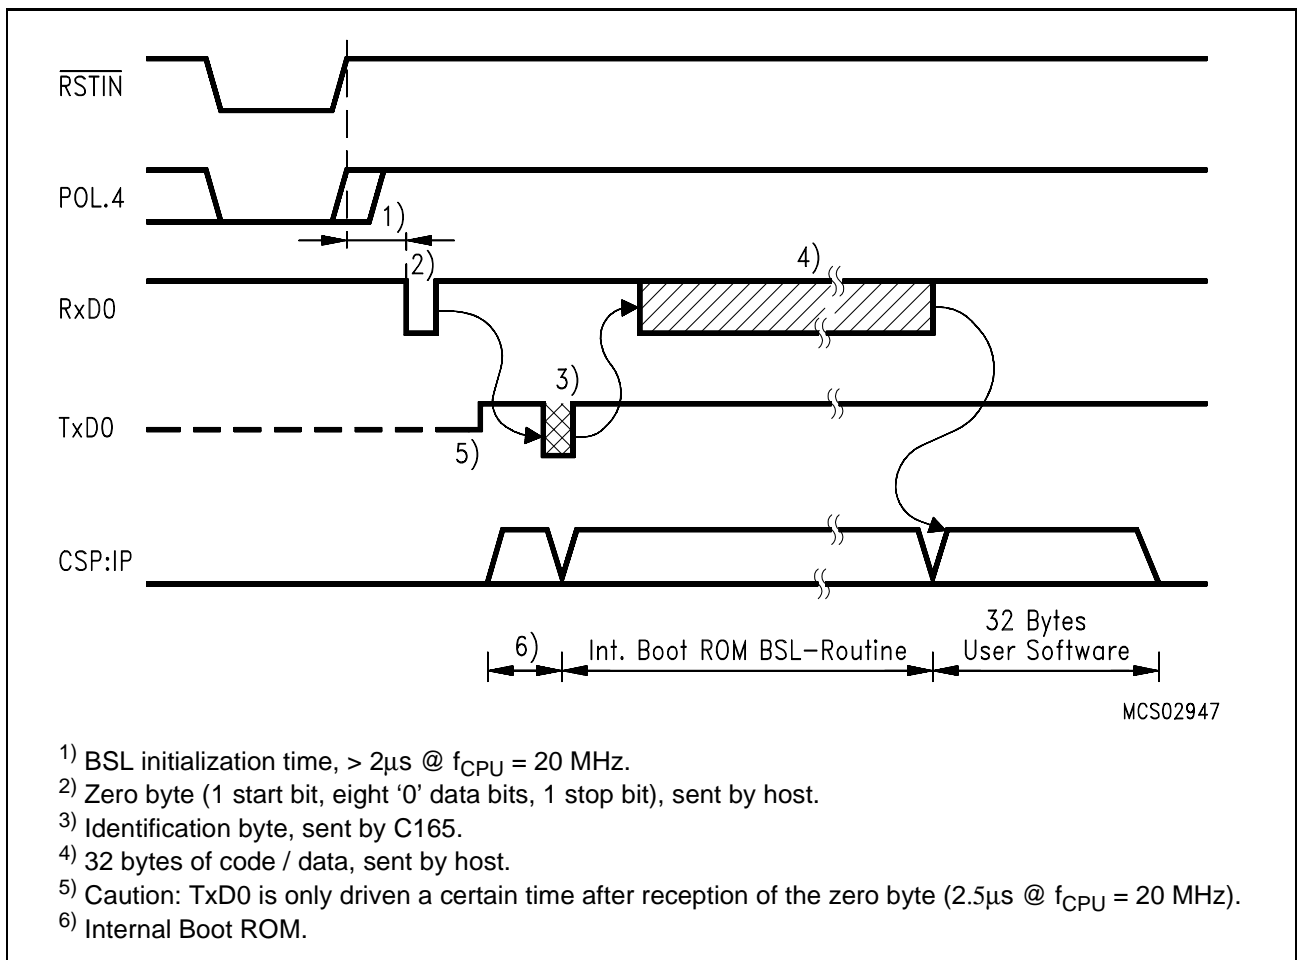 RSTIN
POL.4
1)
2)
4)
RxD0
3)
TxD0
5)
CSP:IP
32 Bytes
6) Int. Boot ROM BSL-Routine User Software
MCS02947
1) BSL initialization time, > 2μs @ fCPU = 20 MHz.
2) Zero byte (1 start bit, eight ‘0’ data bits, 1 stop bit), sent by host.
3) Identification byte, sent by C165.
4) 32 bytes of code / data, sent by host.
5) Caution: TxD0 is only driven a certain time after reception of the zero byte (2.5μs @ fCPU = 20 MHz).
6) Internal Boot ROM.